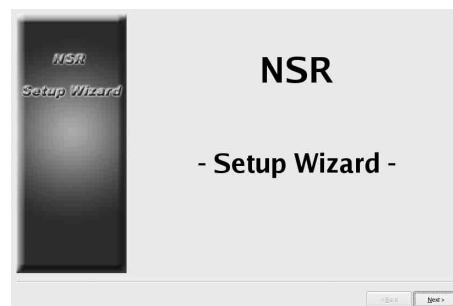 NSR
Setup Wizard
NSR
- Setup Wizard -
< Back
Next >